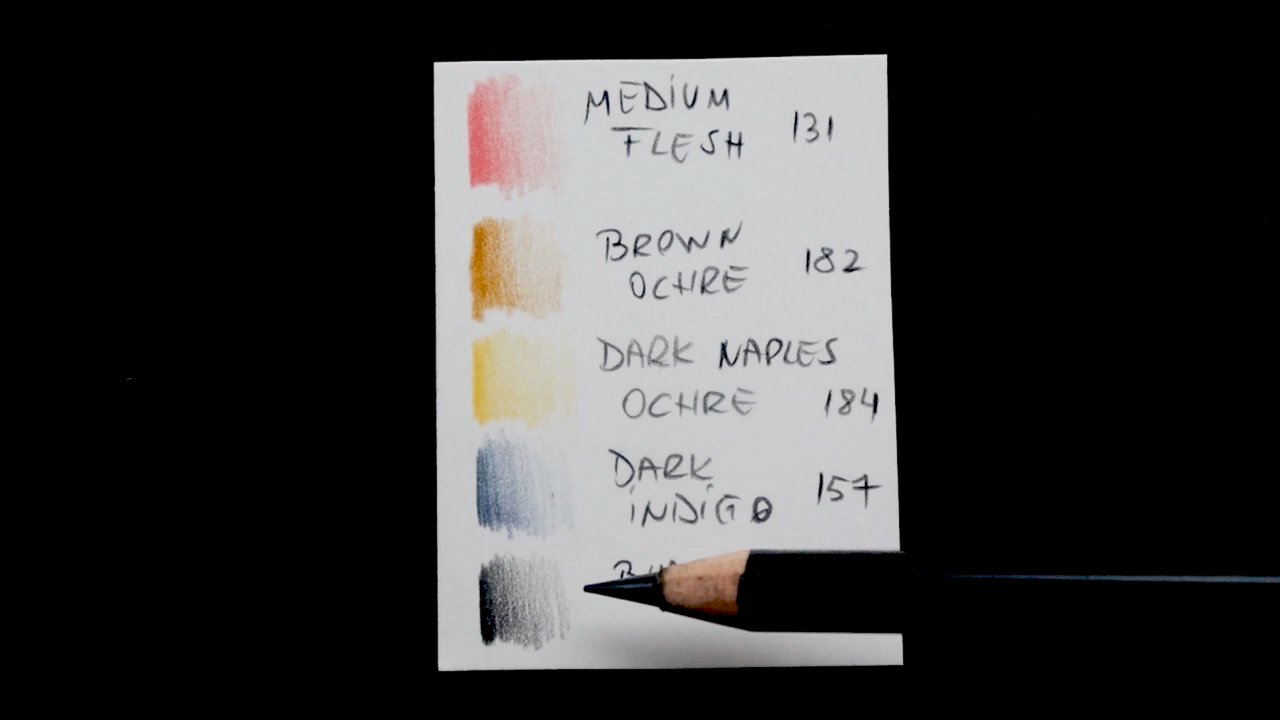 MEDIUM
FLESH 131
BROWN
OCHRE 182
DARK NAPLES
OCHRE 184
DARK
INDIGO 157